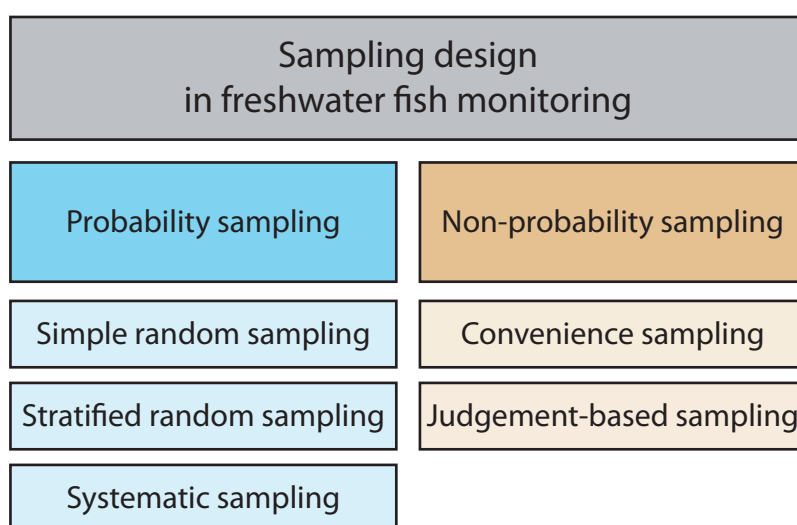 Sampling design
in freshwater fish monitoring
Probability sampling
Non-probability sampling
Simple random sampling
Convenience sampling
Stratified random sampling
Judgement-based sampling
Systematic sampling